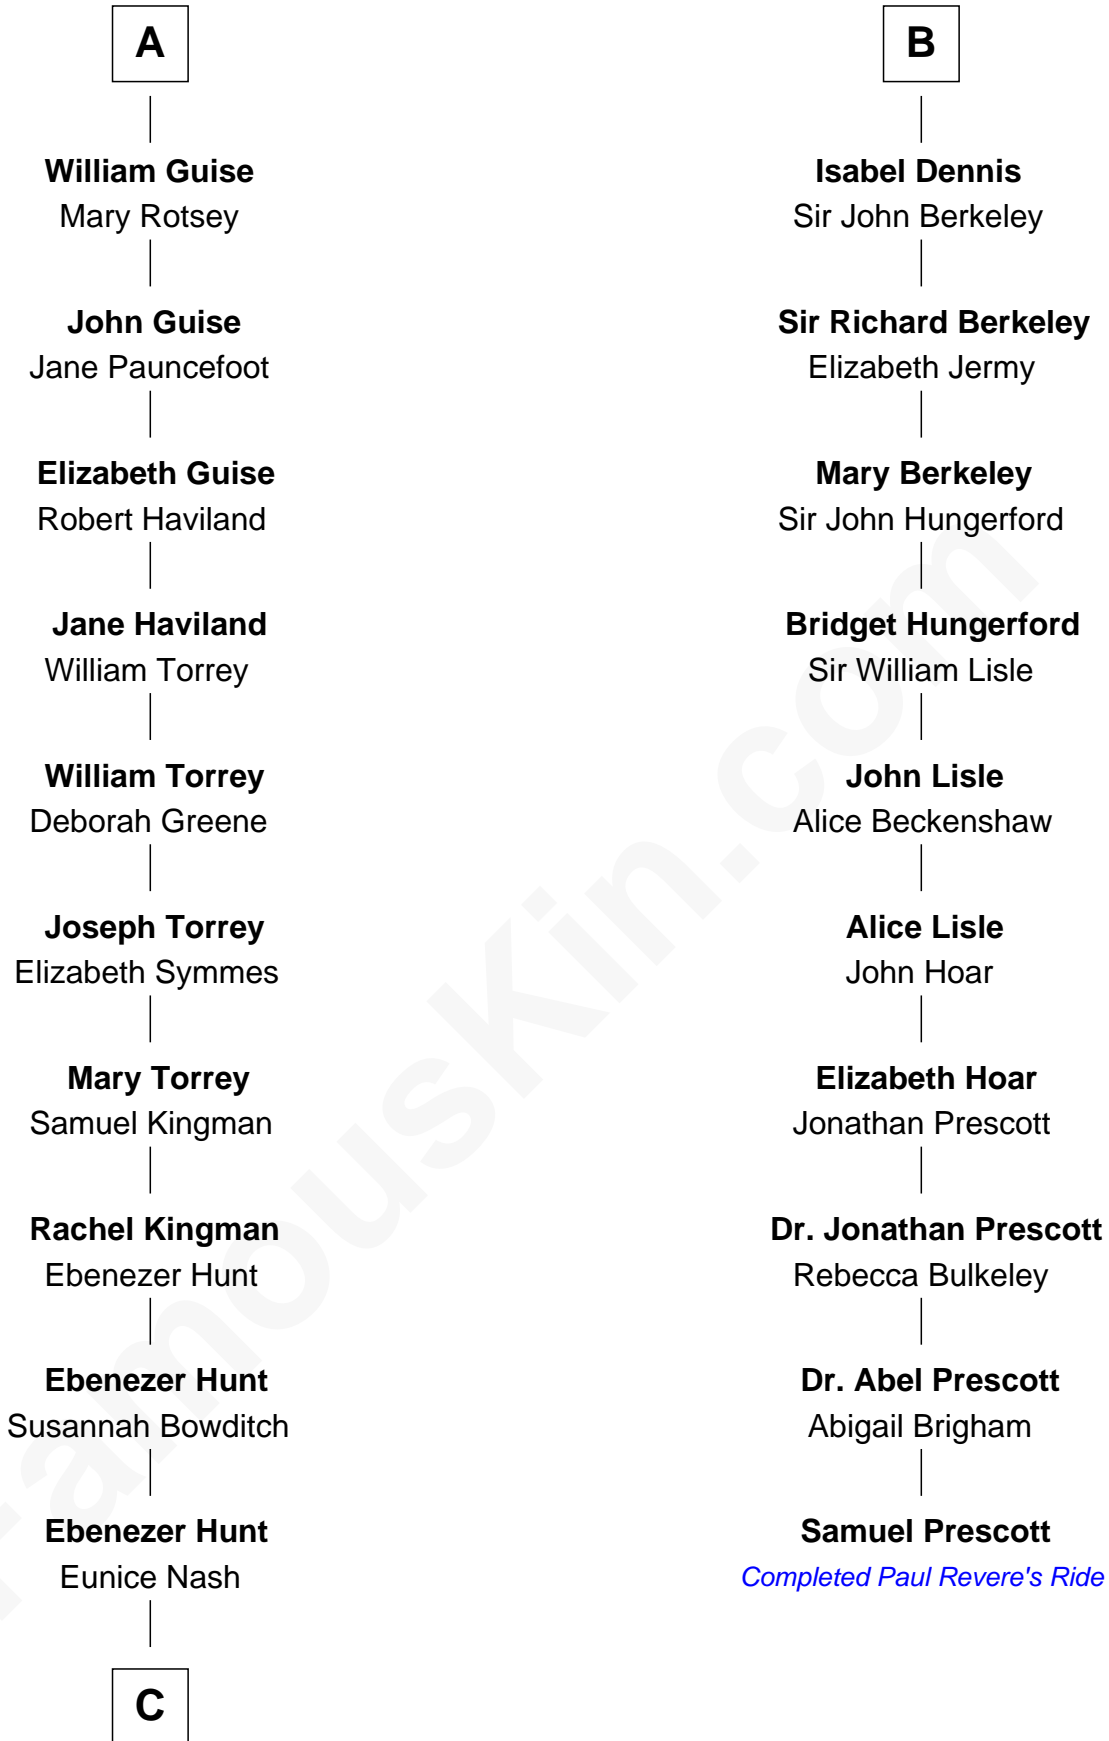 A
William Guise
Mary Rotsey
John Guise
Jane Pauncefoot
Elizabeth Guise
Robert Haviland
Jane Haviland
William Torrey
William Torrey
Deborah Greene
Joseph Torrey
Elizabeth Symmes
Mary Torrey
Samuel Kingman
Rachel Kingman
Ebenezer Hunt
Ebenezer Hunt
Susannah Bowditch
Ebenezer Hunt
Eunice Nash
C
B
Isabel Dennis
Sir John Berkeley
Sir Richard Berkeley
Elizabeth Jermy
Mary Berkeley
Sir John Hungerford
Bridget Hungerford
Sir William Lisle
John Lisle
Alice Beckenshaw
Alice Lisle
John Hoar
Elizabeth Hoar
Jonathan Prescott
Dr. Jonathan Prescott
Rebecca Bulkeley
Dr. Abel Prescott
Abigail Brigham
Samuel Prescott
Completed Paul Revere's Ride
FamousKin.com